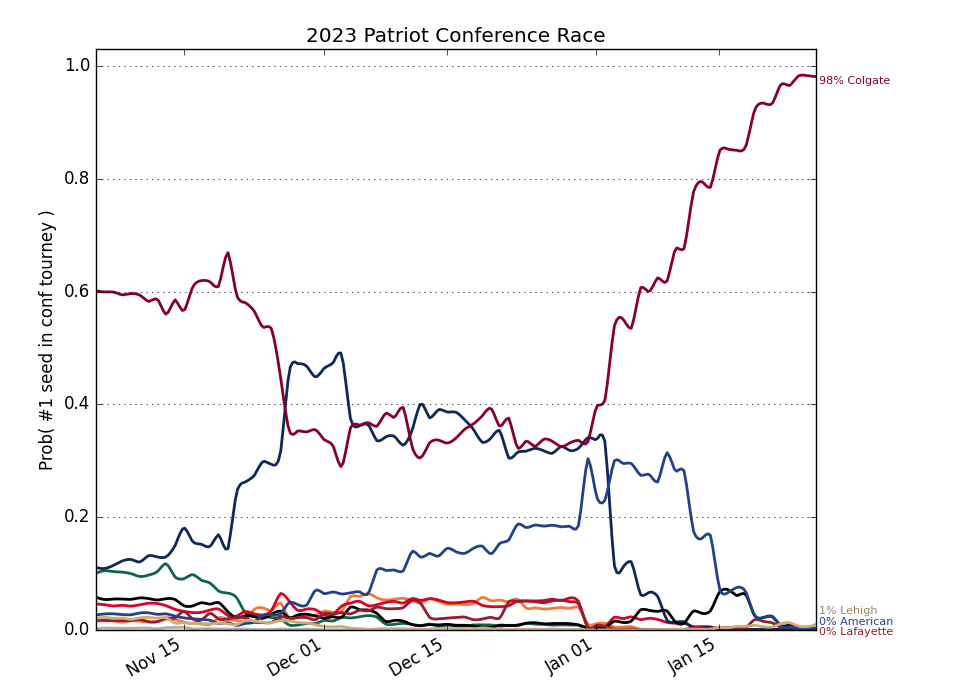 2023 Patriot Conference Race
Prob( #1 seed in conf tourney )
1.0
0.8
0.6
0.4
0.2
0.0
98% Colgate
1% Lehigh
0% American
0% Lafayette
Nov 15
Dec 01
Dec 15
Jan 01
Jan 15